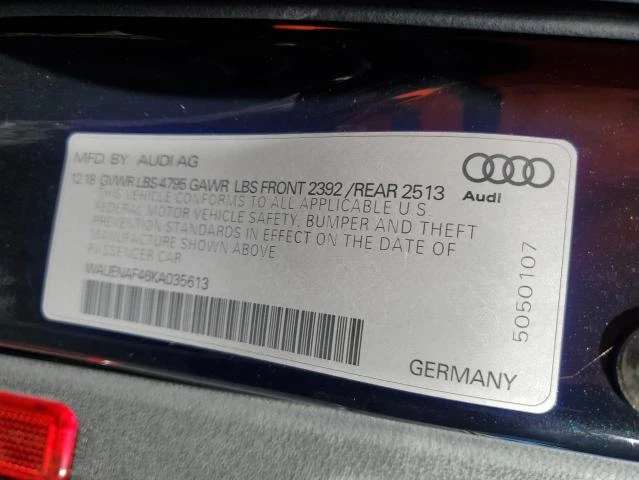 MFD. BY AUDI AG
12.18 GVWR LBS 4795 GAWR LBS FRONT 2392 /REAR 2513
THIS VEHICLE CONFORMS TO ALL APPLICABLE U.S.
FEDERAL MOTOR VEHICLE SAFETY, BUMPER AND THEFT
PREVENTION STANDARDS IN EFFECT ON THE DATE OF
MANUFACTURE SHOWN ABOVE
PASSENGER CAR
WAUENAF46KA035613
Audi
5050107
GERMANY